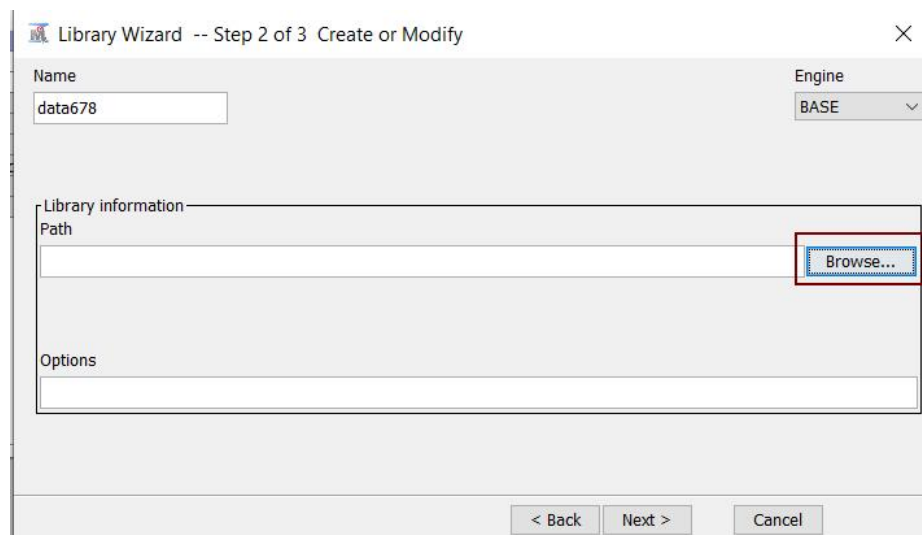 Library Wizard -- Step 2 of 3 Create or Modify
Name
Engine
data678
BASE
Library information
Path
Browse...
Options
< Back
Next >
Cancel